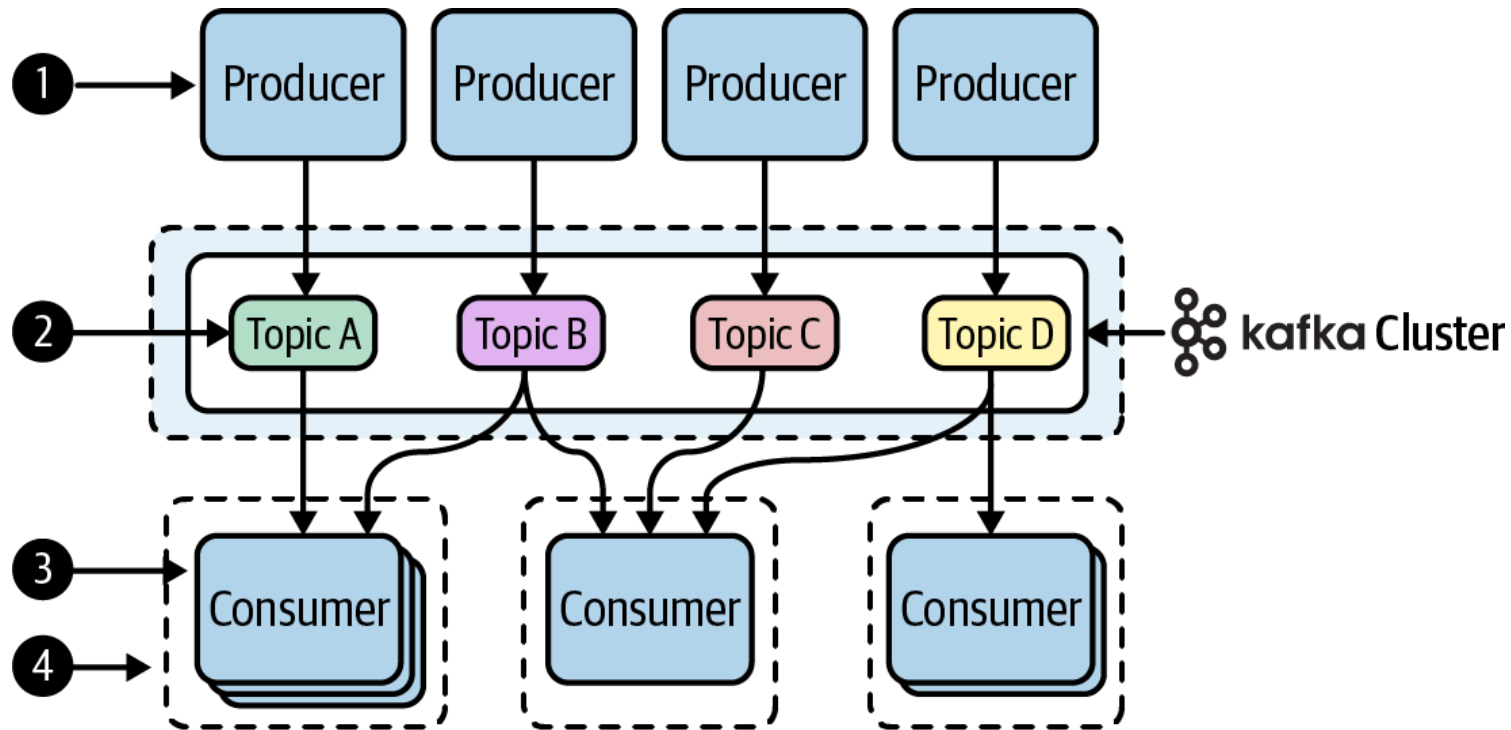 1
Producer
Producer
Producer
Producer
2
Topic A
Topic B
Topic C
Topic D
kafka Cluster
3
Consumer
Consumer
Consumer
4